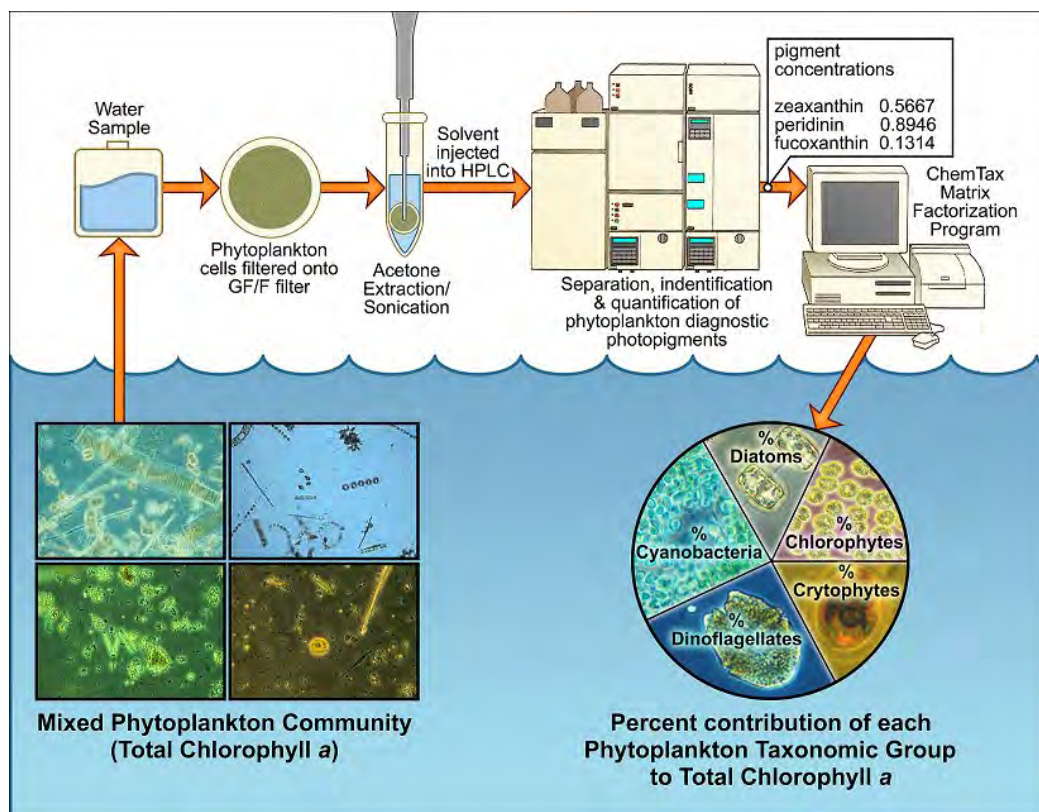 Water
Sample
Phytoplankton
cells filtered onto
GF/F filter
Acetone
Extraction/
Sonication
Solvent
injected
into HPLC
Separation, indentification
& quantification of
phytoplankton diagnostic
photopigments
pigment
concentrations
zeaxanthin 0.5667
peridinin 0.8946
fucoxanthin 0.1314
ChemTax
Matrix
Factorization
Program
%
Diatoms
%
Chlorophytes
%
Crytophytes
%
Dinoflagellates
%
Cyanobacteria
Mixed Phytoplankton Community
(Total Chlorophyll a)
Percent contribution of each
Phytoplankton Taxonomic Group
to Total Chlorophyll a